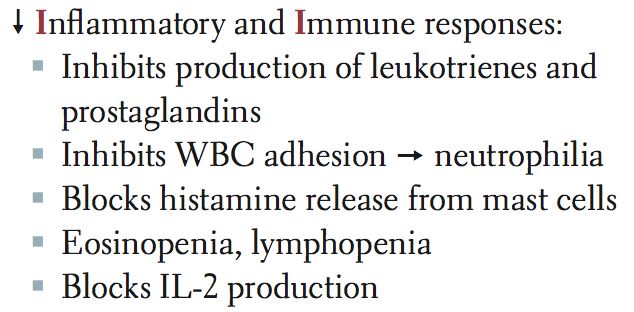 ↓ Inflammatory and Immune responses:
▪ Inhibits production of leukotrienes and
prostaglandins
▪ Inhibits WBC adhesion → neutrophilia
▪ Blocks histamine release from mast cells
▪ Eosinopenia, lymphopenia
▪ Blocks IL-2 production